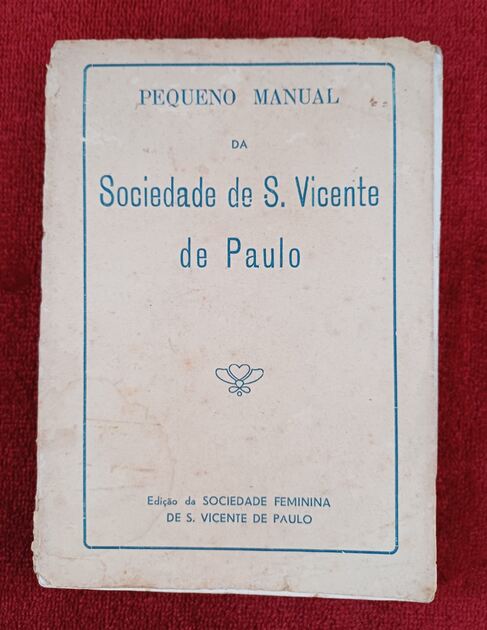 PEQUENO MANUAL
DA
Sociedade de S. Vicente
de Paulo
Edição da SOCIEDADE FEMININA
DE S. VICENTE DE PAULO